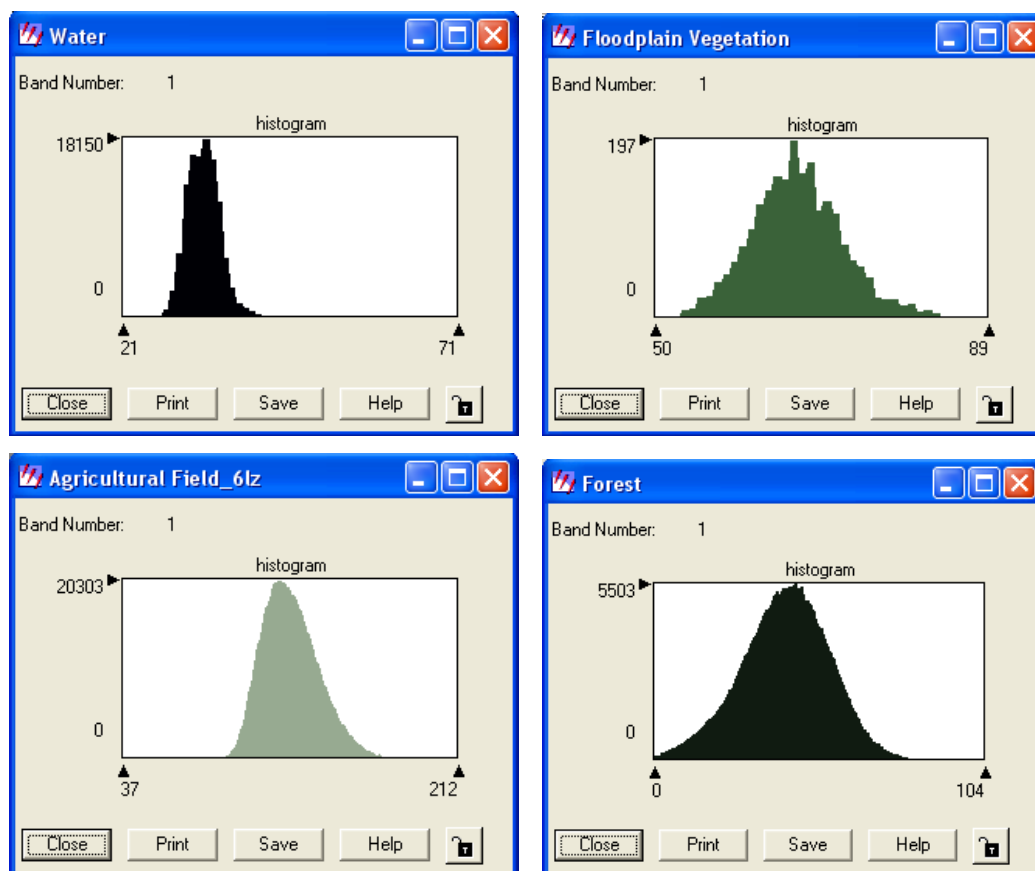 Water
Band Number: 1
histogram
18150
0
21 71
Close Print Save Help
T
Floodplain Vegetation
Band Number: 1
histogram
197
0
50 89
Close Print Save Help
T
Agricultural Field_6lz
Band Number: 1
histogram
20303
0
37 212
Close Print Save Help
T
Forest
Band Number: 1
histogram
5503
0
0 104
Close Print Save Help
T